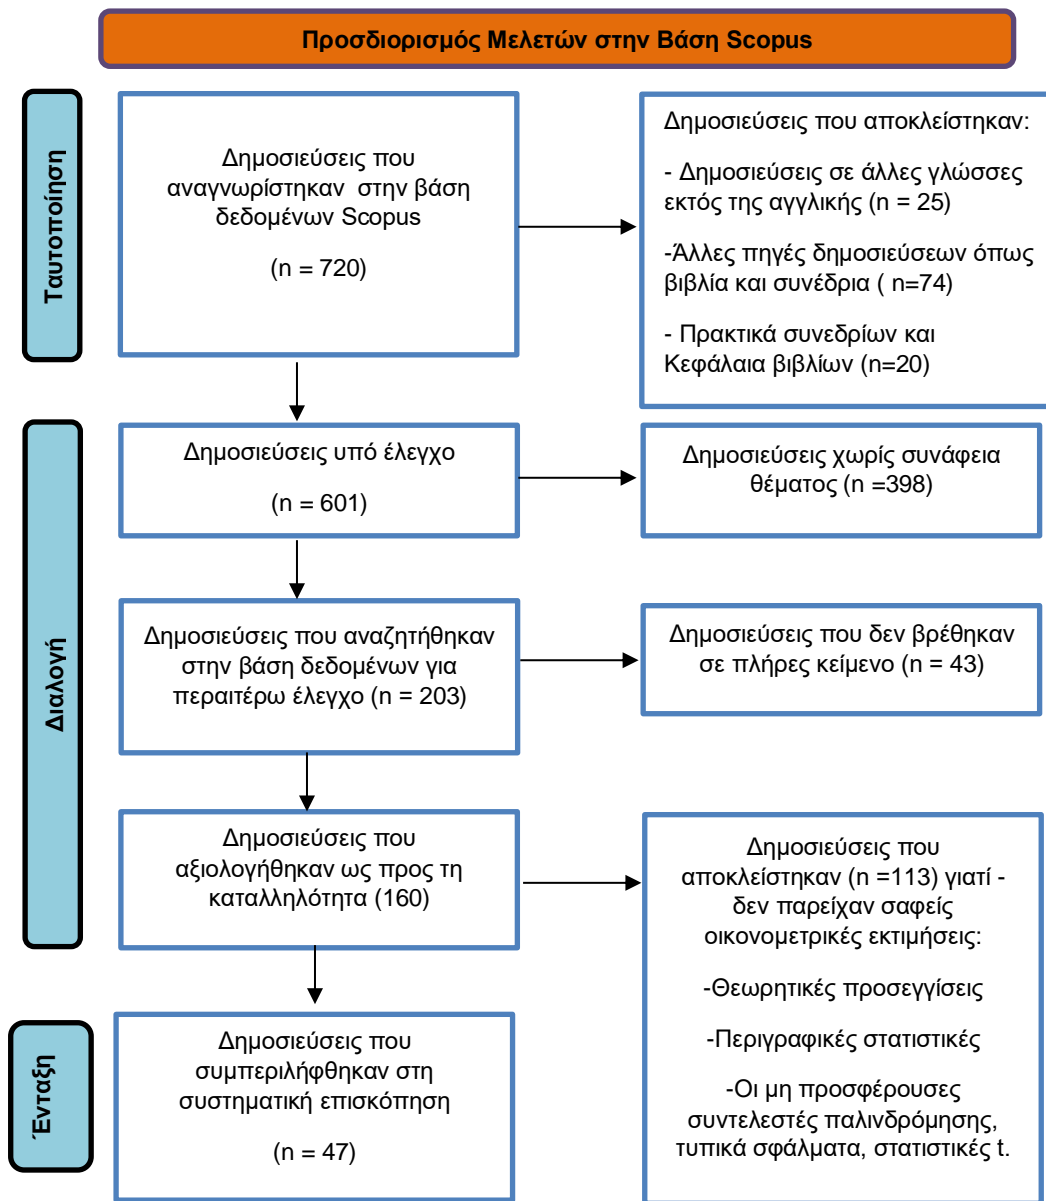 Προσδιορισμός Μελετών στην Βάση Scopus
Ταυτοποίηση
Δημοσιεύσεις που
αναγνωρίστηκαν στην βάση
δεδομένων Scopus
(n = 720)
Δημοσιεύσεις που αποκλείστηκαν:
- Δημοσιεύσεις σε άλλες γλώσσες
εκτός της αγγλικής (n = 25)
-Άλλες πηγές δημοσιεύσεων όπως
βιβλία και συνέδρια ( n=74)
- Πρακτικά συνεδρίων και
Κεφάλαια βιβλίων (n=20)
Διαλογή
Δημοσιεύσεις υπό έλεγχο
(n = 601)
Δημοσιεύσεις χωρίς συνάφεια
θέματος (n =398)
Δημοσιεύσεις που αναζητήθηκαν
στην βάση δεδομένων για
περαιτέρω έλεγχο (n = 203)
Δημοσιεύσεις που δεν βρέθηκαν
σε πλήρες κείμενο (n = 43)
Δημοσιεύσεις που
αξιολογήθηκαν ως προς τη
καταλληλότητα (160)
Δημοσιεύσεις που
αποκλείστηκαν (n =113) γιατί -
δεν παρείχαν σαφείς
οικονομετρικές εκτιμήσεις:
-Θεωρητικές προσεγγίσεις
-Περιγραφικές στατιστικές
-Οι μη προσφέρουσες
συντελεστές παλινδρόμησης,
τυπικά σφάλματα, στατιστικές t.
Ένταξη
Δημοσιεύσεις που
συμπεριλήφθηκαν στη
συστηματική επισκόπηση
(n = 47)